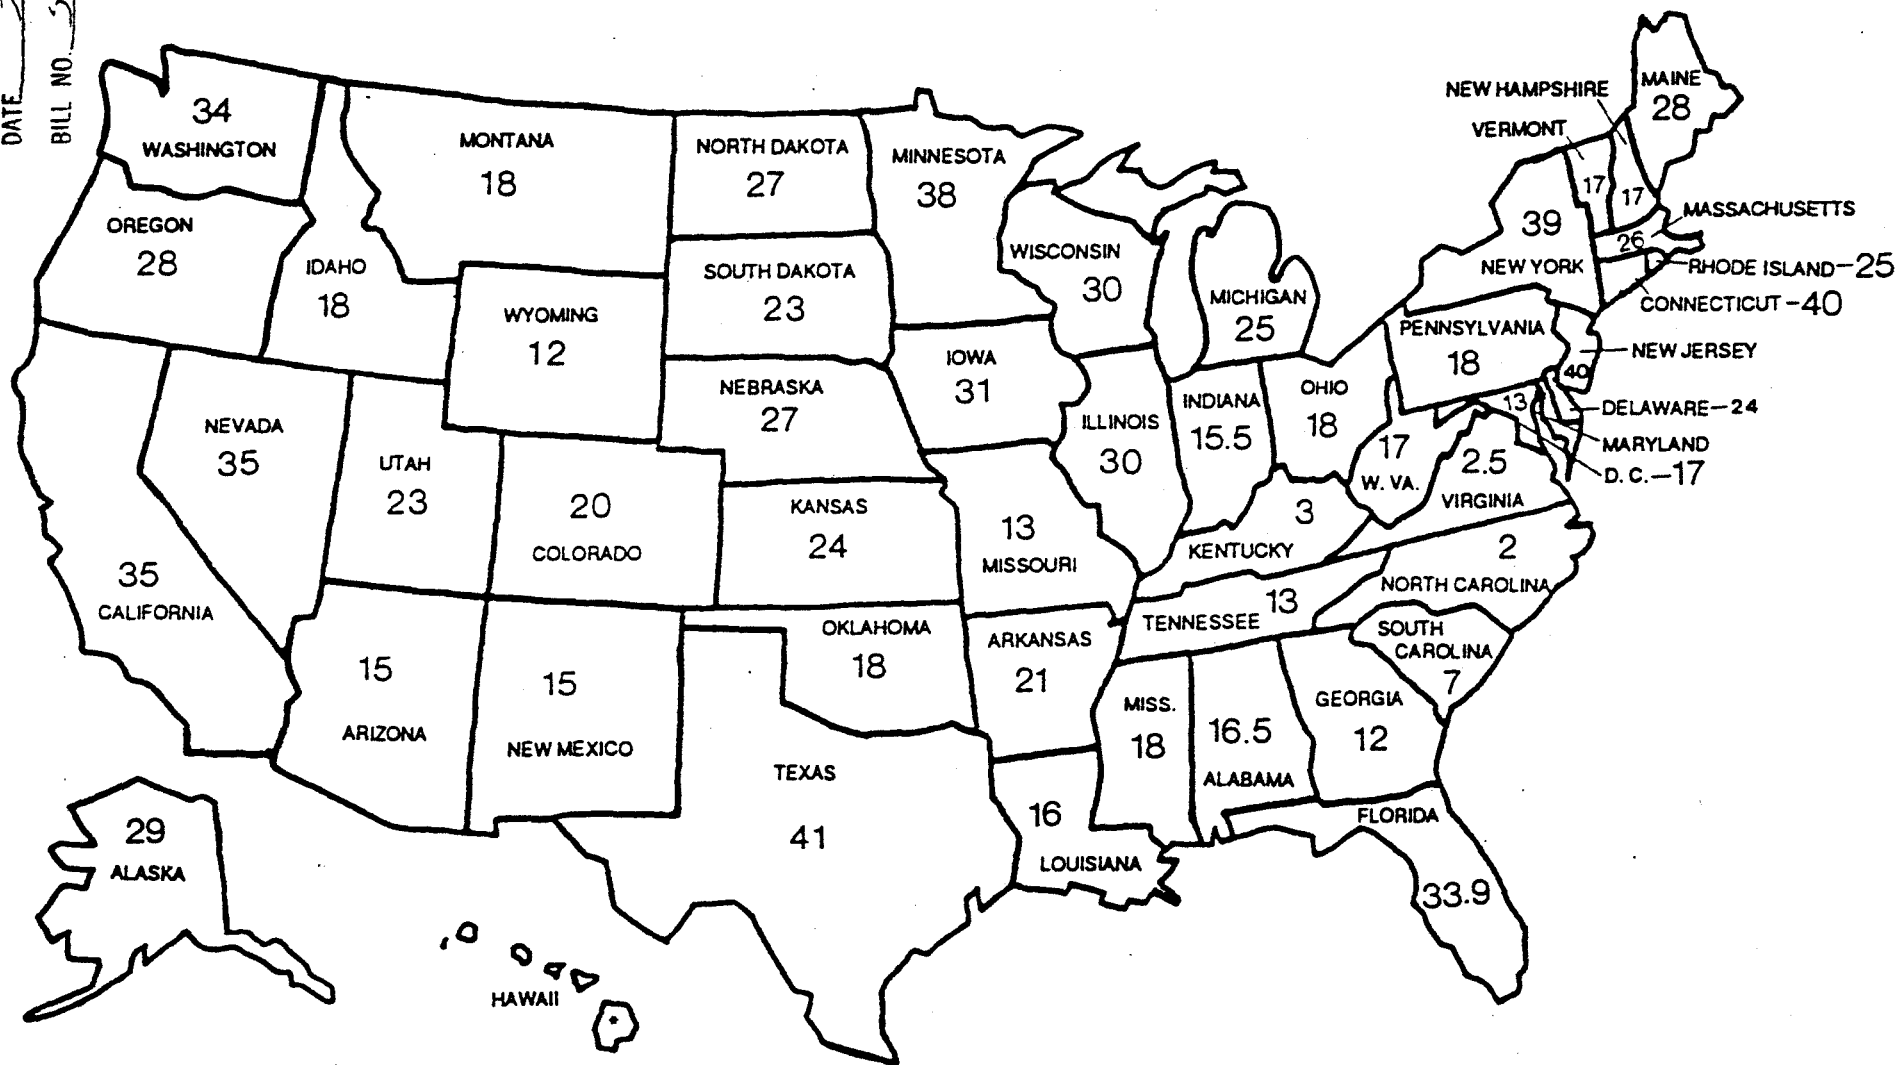 DATE
BILL NO.
34
WASHINGTON
MONTANA
18
NORTH DAKOTA
27
MINNESOTA
38
NEW HAMPSHIRE
MAINE
28
VERMONT
17
17
OREGON
28
IDAHO
18
WYOMING
12
SOUTH DAKOTA
23
WISCONSIN
30
MICHIGAN
25
39
NEW YORK
MASSACHUSETTS
26
RHODE ISLAND-25
CONNECTICUT-40
PENNSYLVANIA
18
NEW JERSEY
40
NEVADA
35
UTAH
23
NEBRASKA
27
IOWA
31
ILLINOIS
30
INDIANA
15.5
OHIO
18
17
W. VA.
13
DELAWARE-24
MARYLAND
D.C.-17
2.5
VIRGINIA
35
CALIFORNIA
20
COLORADO
KANSAS
24
13
MISSOURI
3
KENTUCKY
2
NORTH CAROLINA
13
TENNESSEE
15
ARIZONA
15
NEW MEXICO
OKLAHOMA
18
ARKANSAS
21
SOUTH
CAROLINA
7
MISS.
18
16.5
ALABAMA
GEORGIA
12
TEXAS
41
16
LOUISIANA
FLORIDA
33.9
29
ALASKA
HAWAII
*